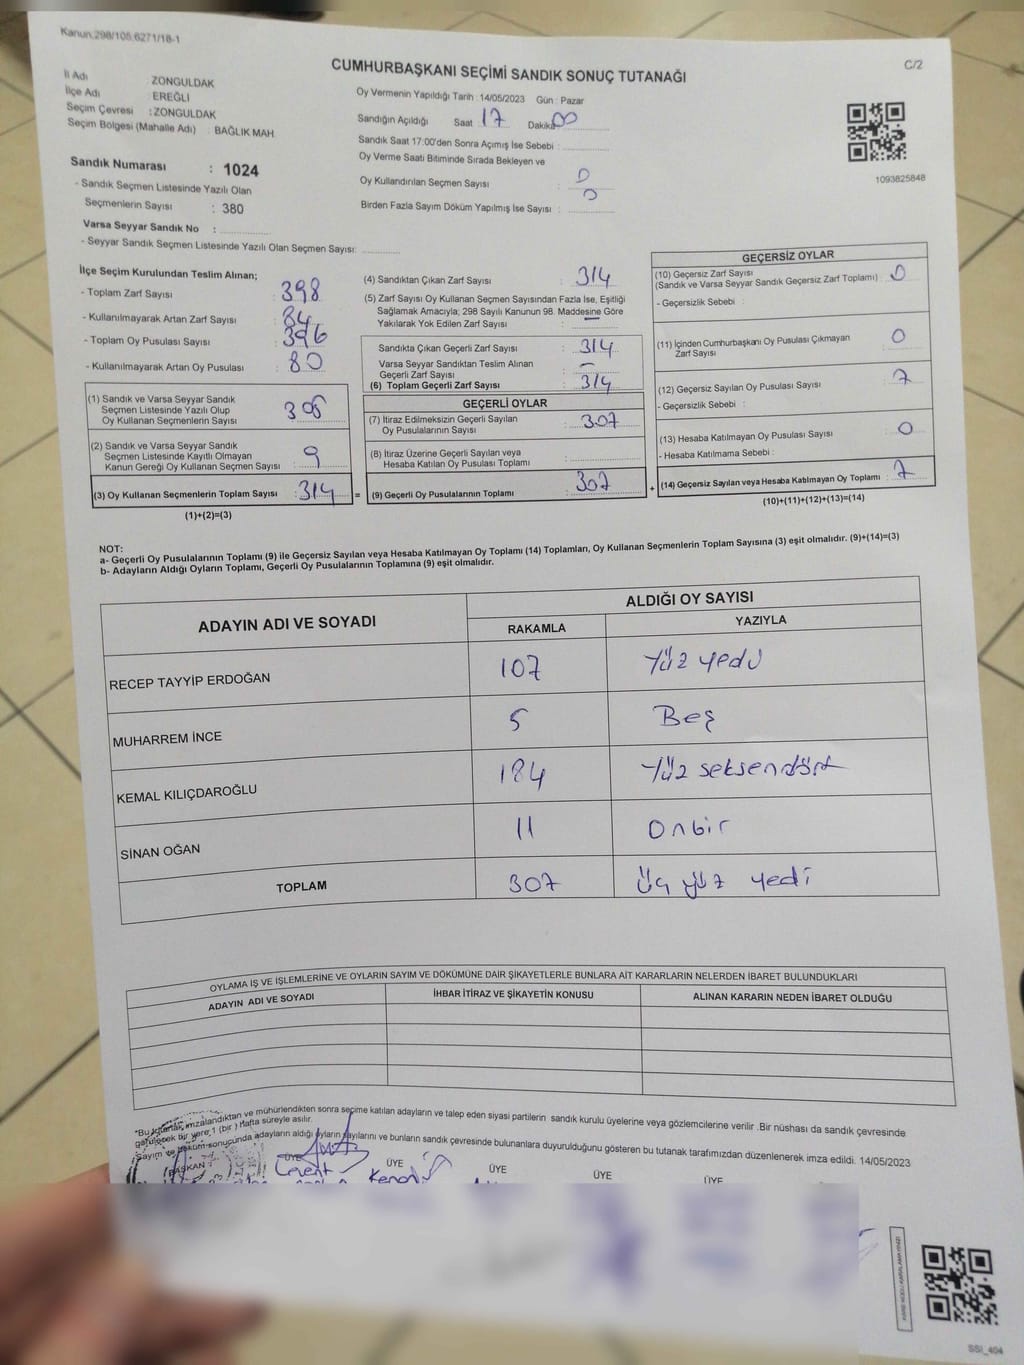 Kanun,298/105,6271/18-1
C/2
CUMHURBAŞKANI SEÇİMİ SANDIK SONUÇ TUTANAĞI
İl Adı : ZONGULDAK
İlçe Adı : EREĞLİ
Seçim Çevresi : ZONGULDAK
Seçim Bölgesi (Mahalle Adı) : BAĞLIK MAH.
Oy Vermenin Yapıldığı Tarih : 14/05/2023 Gün : Pazar
Sandığın Açıldığı Saat 17 Dakika 00
Sandık Saat 17:00'den Sonra Açımış İse Sebebi :
Oy Verme Saati Bitiminde Sırada Bekleyen ve
Oy Kullandırılan Seçmen Sayısı : 0
Birden Fazla Sayım Döküm Yapılmış İse Sayısı : 0
1093825848
Sandık Numarası : 1024
- Sandık Seçmen Listesinde Yazılı Olan
Seçmenlerin Sayısı : 380
Varsa Seyyar Sandık No :
- Seyyar Sandık Seçmen Listesinde Yazılı Olan Seçmen Sayısı:
İlçe Seçim Kurulundan Teslim Alınan;
- Toplam Zarf Sayısı : 398
- Kullanılmayarak Artan Zarf Sayısı : 84
- Toplam Oy Pusulası Sayısı : 396
- Kullanılmayarak Artan Oy Pusulası : 80
(1) Sandık ve Varsa Seyyar Sandık
Seçmen Listesinde Yazılı Olup
Oy Kullanan Seçmenlerin Sayısı :
(2) Sandık ve Varsa Seyyar Sandık
Seçmen Listesinde Kayıtlı Olmayan
Kanun Gereği Oy Kullanan Seçmen Sayısı : 9
(3) Oy Kullanan Seçmenlerin Toplam Sayısı : 314
(1)+(2)=(3)
(4) Sandıktan Çıkan Zarf Sayısı : 314
(5) Zarf Sayısı Oy Kullanan Seçmen Sayısından Fazla İse, Eşitliği
Sağlamak Amacıyla; 298 Sayılı Kanunun 98. Maddesine Göre
Yakılarak Yok Edilen Zarf Sayısı : —
Sandıkta Çıkan Geçerli Zarf Sayısı : 314
Varsa Seyyar Sandıktan Teslim Alınan
Geçerli Zarf Sayısı : —
(6) Toplam Geçerli Zarf Sayısı : 314
GEÇERLİ OYLAR
(7) İtiraz Edilmeksizin Geçerli Sayılan
Oy Pusulalarının Sayısı : 307
(8) İtiraz Üzerine Geçerli Sayılan veya
Hesaba Katılan Oy Pusulası Toplamı :
= (9) Geçerli Oy Pusulalarının Toplamı : 307
GEÇERSİZ OYLAR
(10) Geçersiz Zarf Sayısı
(Sandık ve Varsa Seyyar Sandık Geçersiz Zarf Toplamı) : 0
- Geçersizlik Sebebi :
(11) İçinden Cumhurbaşkanı Oy Pusulası Çıkmayan
Zarf Sayısı : 0
(12) Geçersiz Sayılan Oy Pusulası Sayısı : 7
- Geçersizlik Sebebi :
(13) Hesaba Katılmayan Oy Pusulası Sayısı : 0
- Hesaba Katılmama Sebebi :
+ (14) Geçersiz Sayılan veya Hesaba Katılmayan Oy Toplamı : 7
(10)+(11)+(12)+(13)=(14)
NOT:
a- Geçerli Oy Pusulalarının Toplamı (9) ile Geçersiz Sayılan veya Hesaba Katılmayan Oy Toplamı (14) Toplamları, Oy Kullanan Seçmenlerin Toplam Sayısına (3) eşit olmalıdır. (9)+(14)=(3)
b- Adayların Aldığı Oyların Toplamı, Geçerli Oy Pusulalarının Toplamına (9) eşit olmalıdır.
ADAYIN ADI VE SOYADI
ALDIĞI OY SAYISI
RAKAMLA YAZIYLA
RECEP TAYYİP ERDOĞAN 107 Yüz yedi
MUHARREM İNCE 5 Beş
KEMAL KILIÇDAROĞLU 184 Yüz seksendört
SİNAN OĞAN 11 Onbir
TOPLAM 307 Üç yüz yedi
OYLAMA İŞ VE İŞLEMLERİNE VE OYLARIN SAYIM VE DÖKÜMÜNE DAİR ŞİKAYETLERLE BUNLARA AİT KARARLARIN NELERDEN İBARET BULUNDUKLARI
ADAYIN ADI VE SOYADI İHBAR İTİRAZ VE ŞİKAYETİN KONUSU ALINAN KARARIN NEDEN İBARET OLDUĞU
*Bu tutanak, imzalandıktan ve mühürlendikten sonra seçime katılan adayların ve talep eden siyasi partilerin sandık kurulu üyelerine veya gözlemcilerine verilir .Bir nüshası da sandık çevresinde
görülecek bir yere 1 (bir ) hafta süreyle asılır.
Sayım ve döküm sonucunda adayların aldığı oyların sayılarını ve bunların sandık çevresinde bulunanlara duyurulduğunu gösteren bu tutanak tarafımızdan düzenlenerek imza edildi. 14/05/2023
BAŞKAN ÜYE ÜYE ÜYE ÜYE ÜYE
Levent
SSI_404